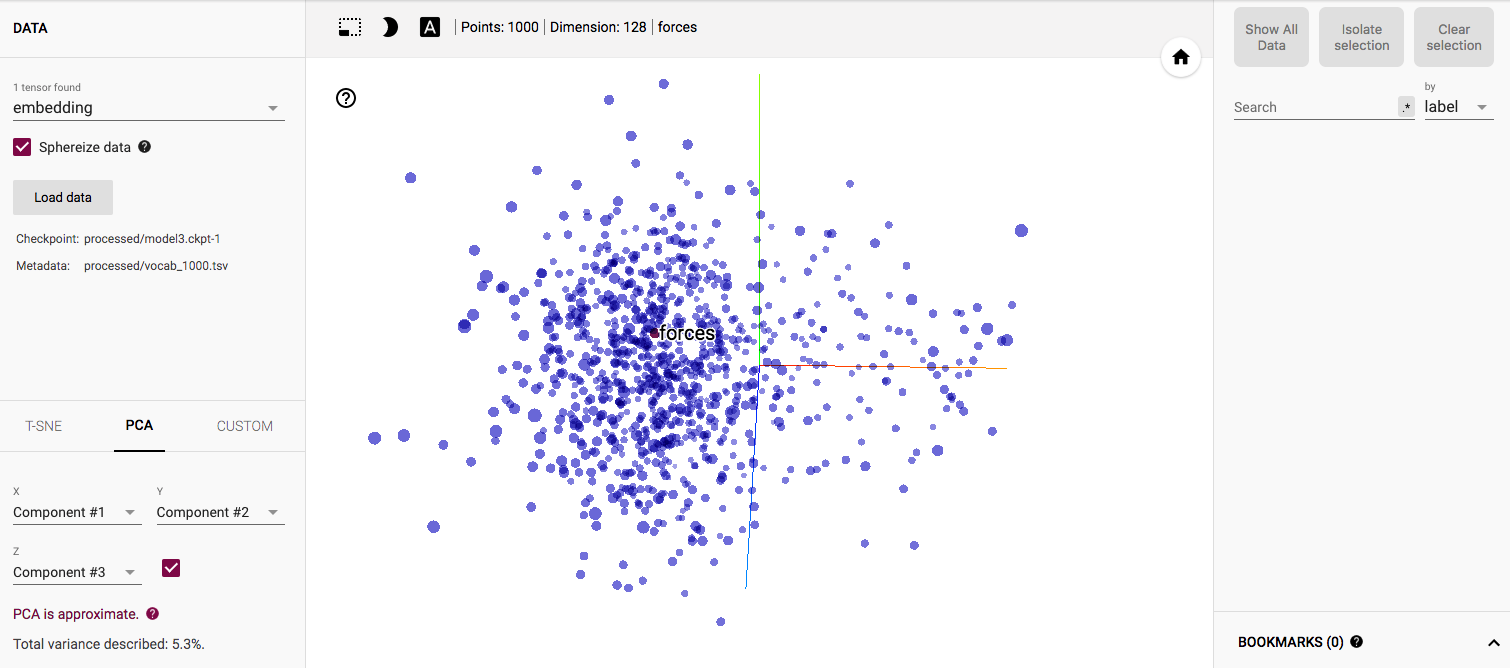 DATA
1 tensor found
embedding
Sphereize data ?
Load data
Checkpoint: processed/model3.ckpt-1
Metadata: processed/vocab_1000.tsv
T-SNE PCA CUSTOM
X Y
Component #1 Component #2
Z
Component #3
PCA is approximate. ?
Total variance described: 5.3%.
A Points: 1000 Dimension: 128 forces
?
forces
Show All Data
Isolate selection
Clear selection
by
Search .* label
BOOKMARKS (0) ?